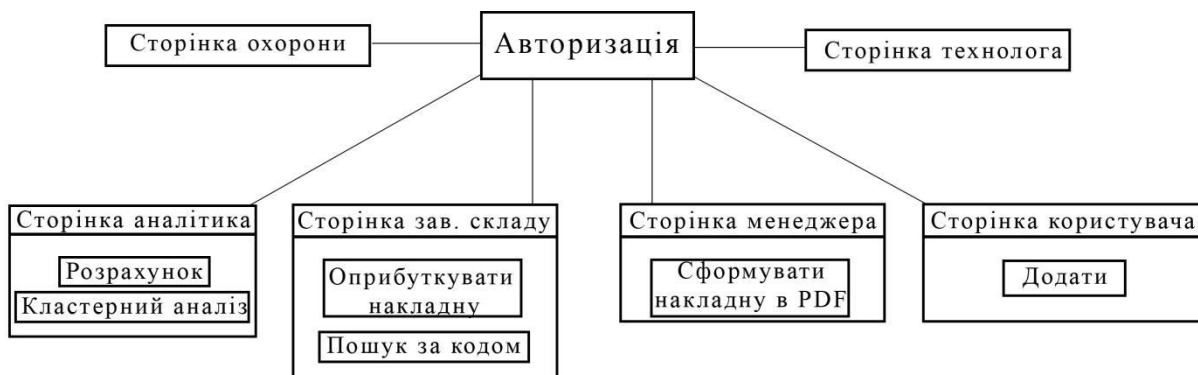 Сторінка охорони
Авторизація
Сторінка технолога
Сторінка аналітика
Розрахунок
Кластерний аналіз
Сторінка зав. складу
Оприбуткувати
накладну
Пошук за кодом
Сторінка менеджера
Сформувати
накладну в PDF
Сторінка користувача
Додати